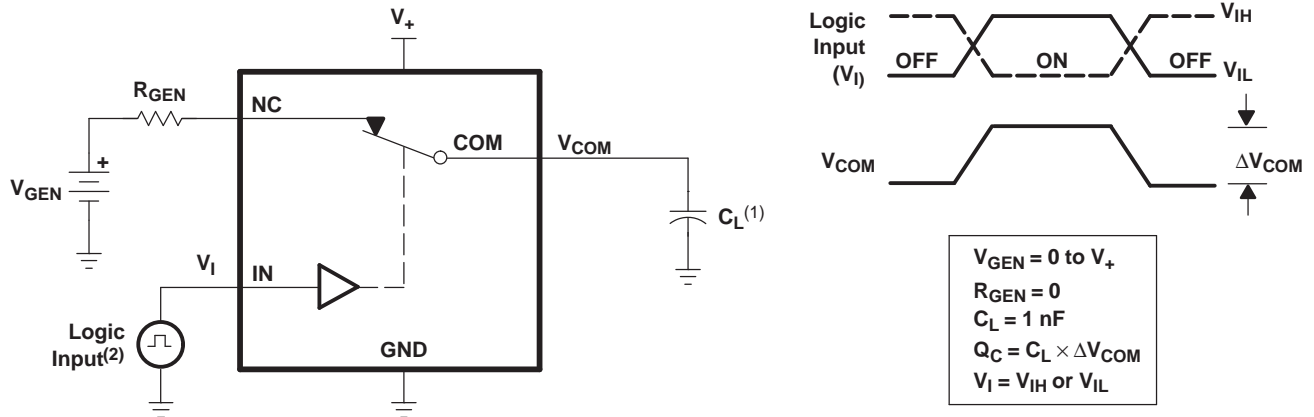 V+
RGEN
NC
COM
VCOM
VGEN
+
CL(1)
VI
IN
Logic
Input(2)
GND
Logic
Input
(VI)
OFF
ON
OFF
VIH
VIL
VCOM
ΔVCOM
VGEN = 0 to V+
RGEN = 0
CL = 1 nF
QC = CL × ΔVCOM
VI = VIH or VIL